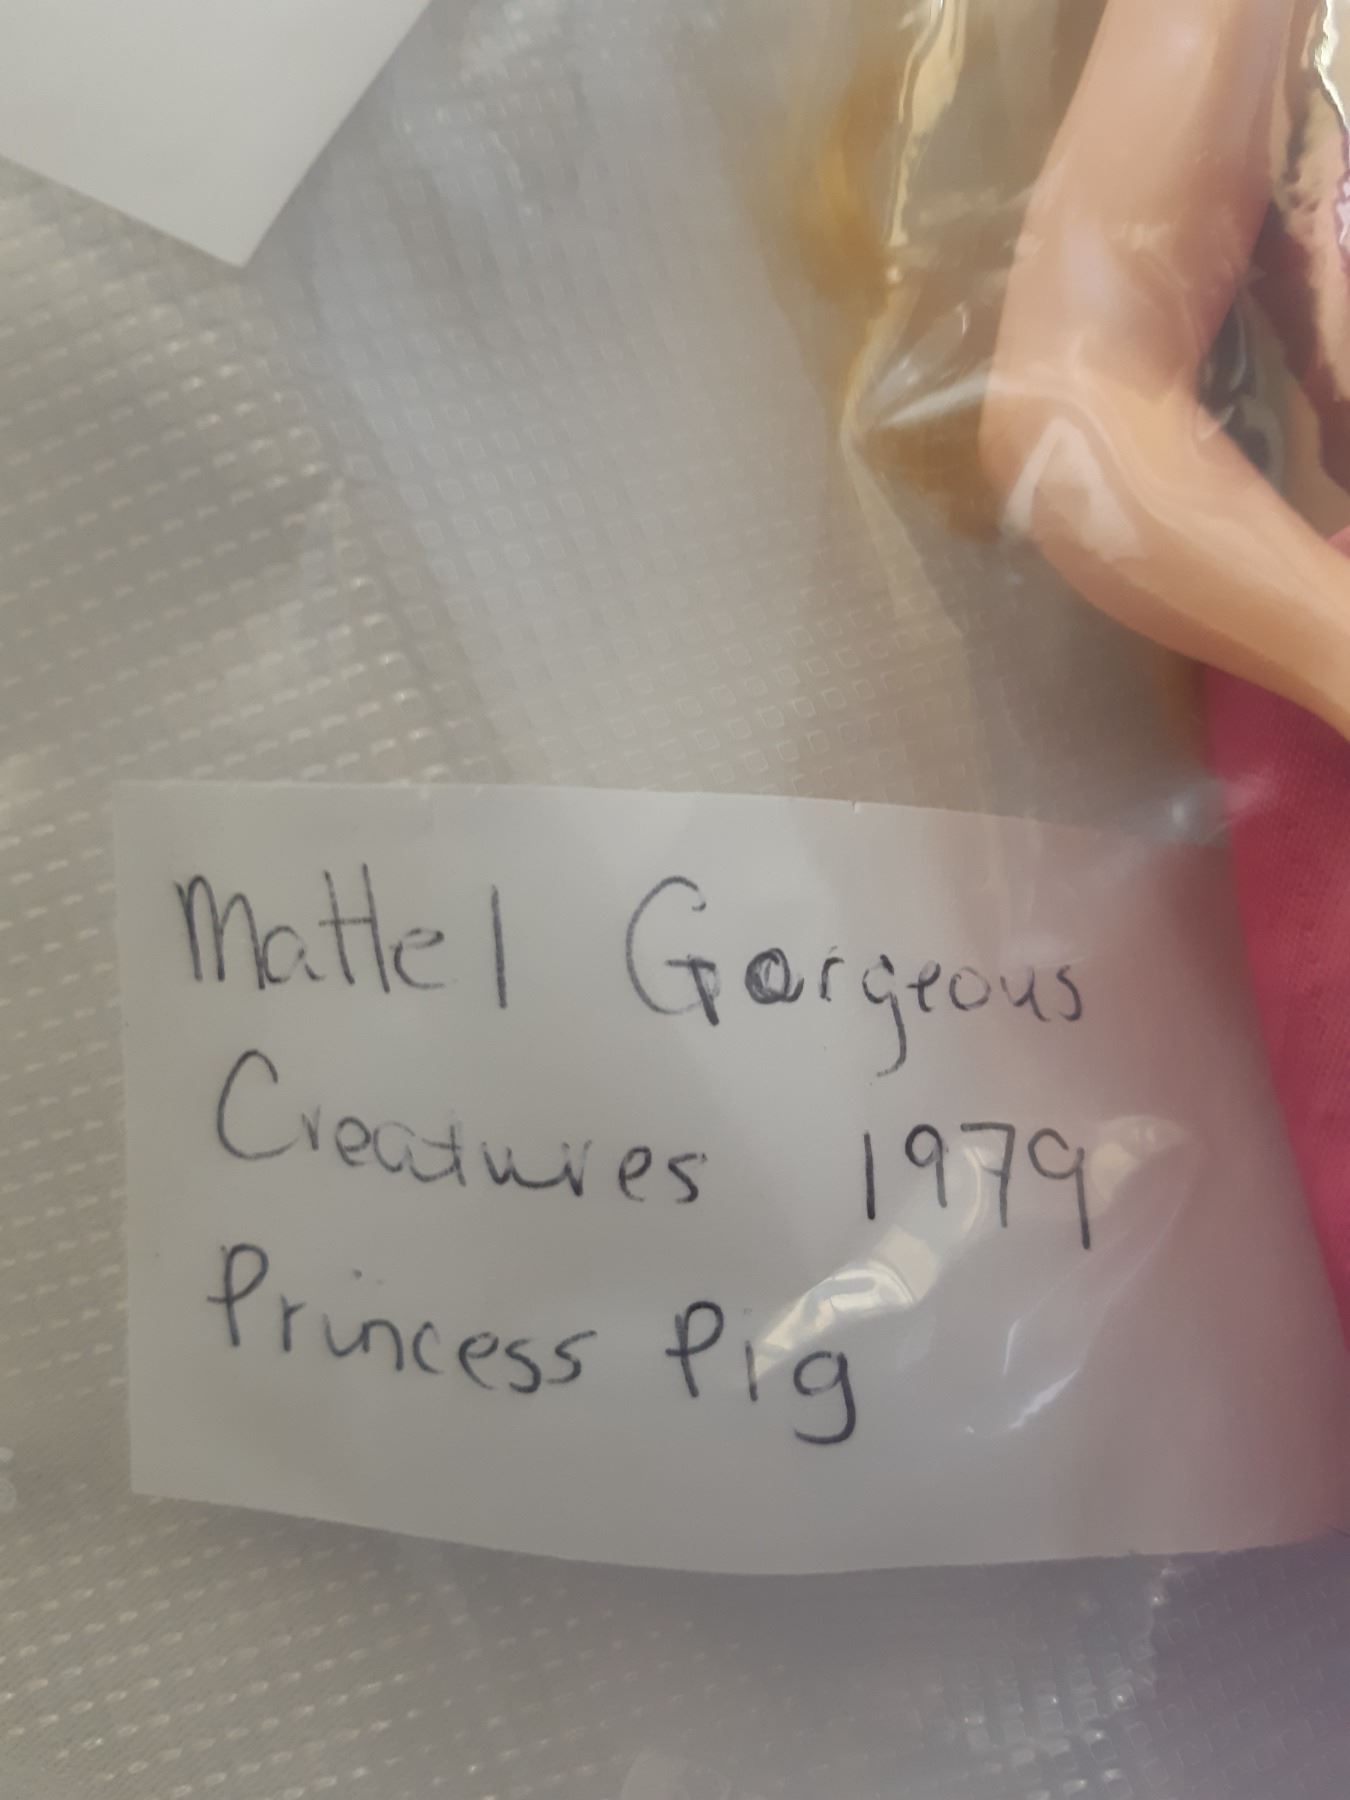 Mattel Gorgeous
Creatures 1979
Princess Pig